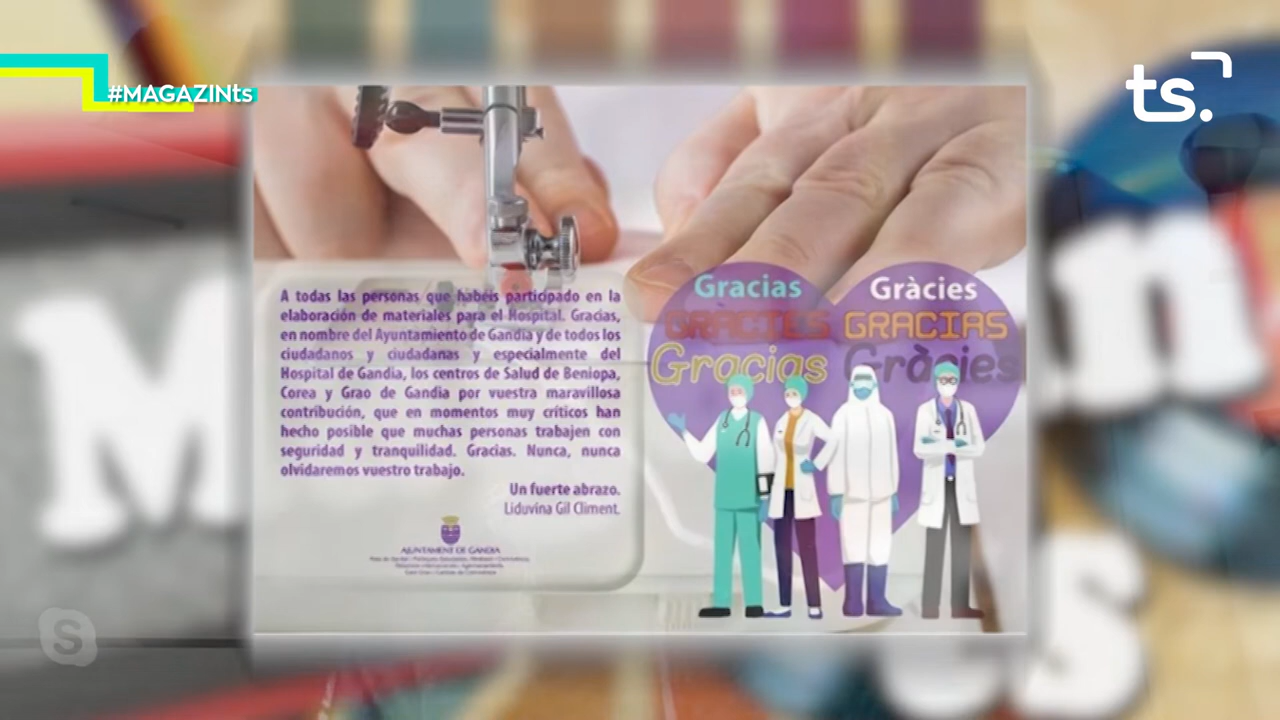 #MAGAZINts
ts.
A todas las personas que habéis participado en la
elaboración de materiales para el Hospital. Gracias,
en nombre del Ayuntamiento de Gandia y de todos los
ciudadanos y ciudadanas y especialmente del
Hospital de Gandia, los centros de Salud de Beniopa,
Corea y Grao de Gandia por vuestra maravillosa
contribución, que en momentos muy críticos han
hecho posible que muchas personas trabajen con
seguridad y tranquilidad. Gracias. Nunca, nunca
olvidaremos vuestro trabajo.
Un fuerte abrazo.
Liduvina Gil Climent.
AJUNTAMENT DE GANDIA
Gracias Gràcies
GRÀCIES GRACIAS
Gracias Gràcies
S